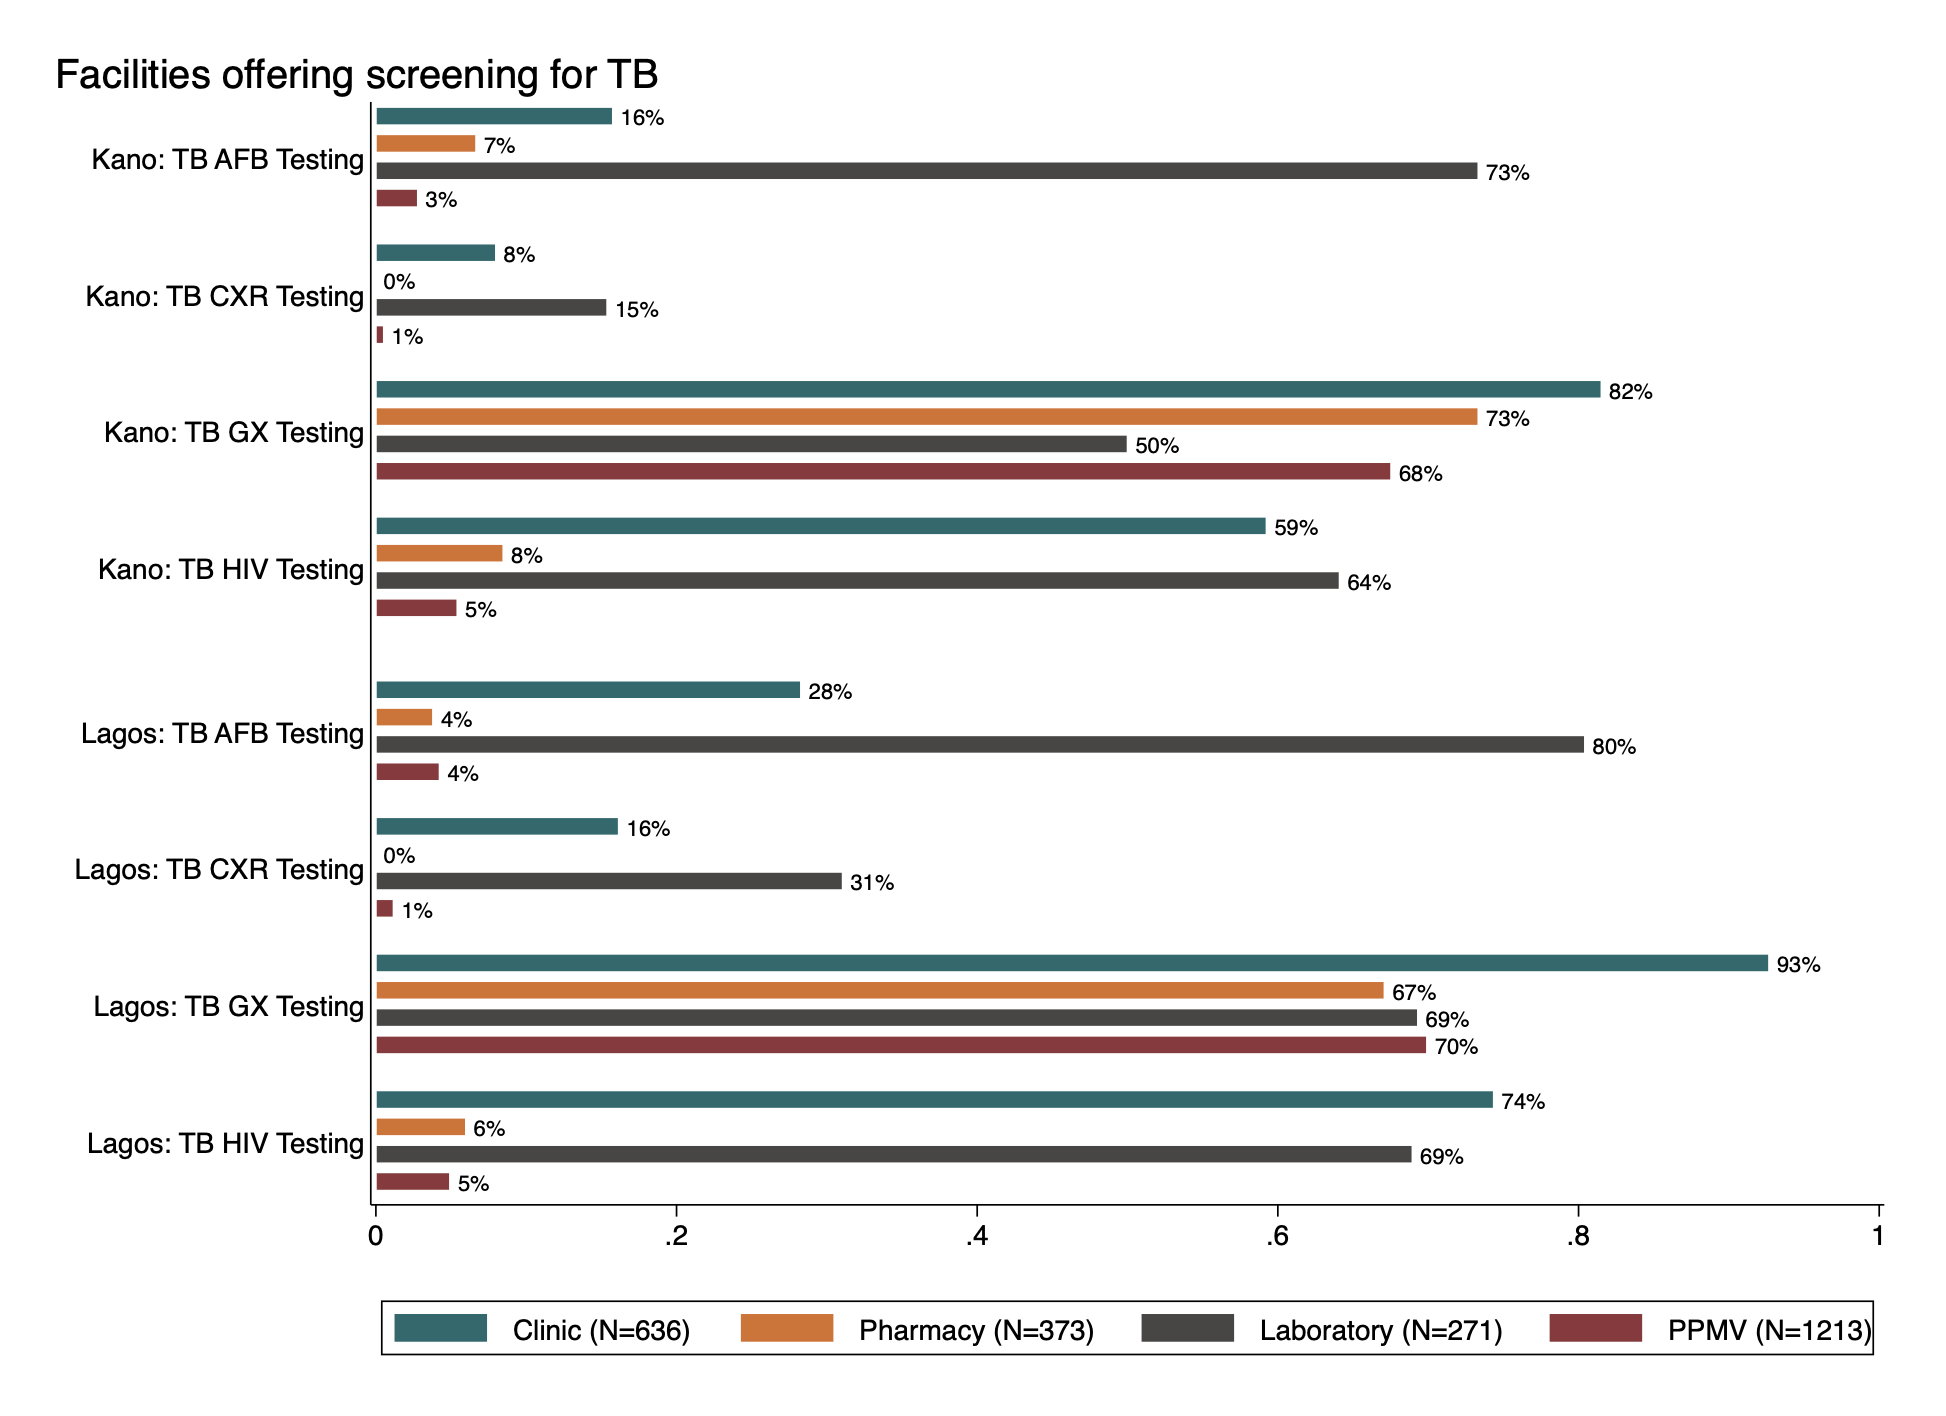 Facilities offering screening for TB
Kano: TB AFB Testing
16%
7%
73%
3%
Kano: TB CXR Testing
8%
0%
15%
1%
Kano: TB GX Testing
82%
73%
50%
68%
Kano: TB HIV Testing
59%
8%
64%
5%
Lagos: TB AFB Testing
28%
4%
80%
4%
Lagos: TB CXR Testing
16%
0%
31%
1%
Lagos: TB GX Testing
93%
67%
69%
70%
Lagos: TB HIV Testing
74%
6%
69%
5%
0 .2 .4 .6 .8 1
Clinic (N=636) Pharmacy (N=373) Laboratory (N=271) PPMV (N=1213)